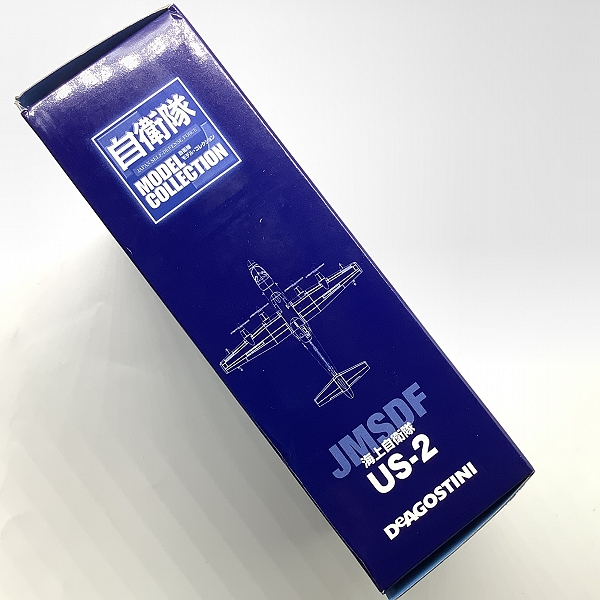 自衛隊
JAPAN SELF-DEFENSE FORCE
自衛隊
モデル・コレクション
MODEL
COLLECTION
JMSDF
海上自衛隊
US-2
DeAGOSTINI